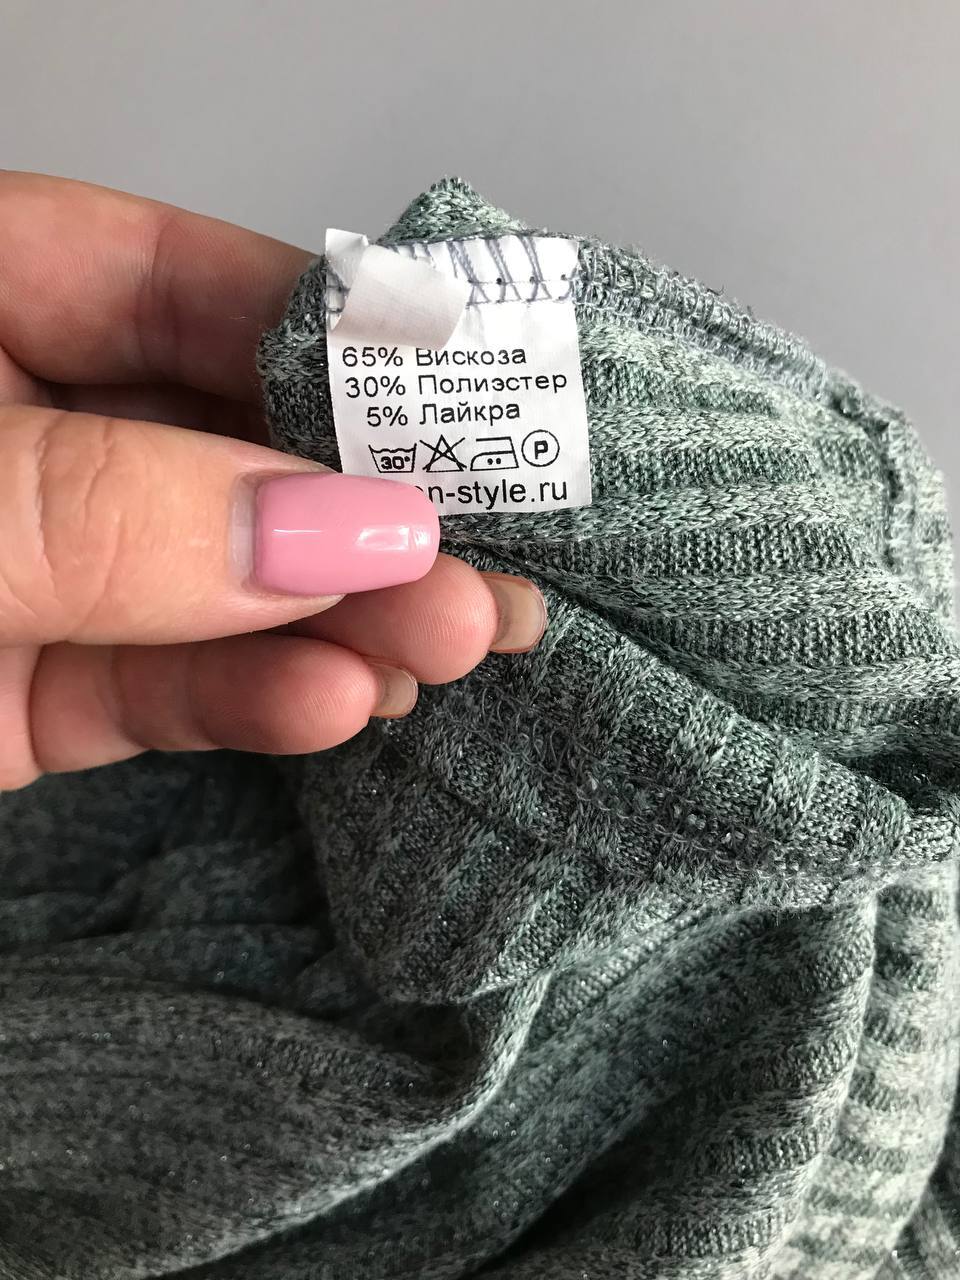 65% Вискоза
30% Полиэстер
5% Лайкра
30° P
n-style.ru